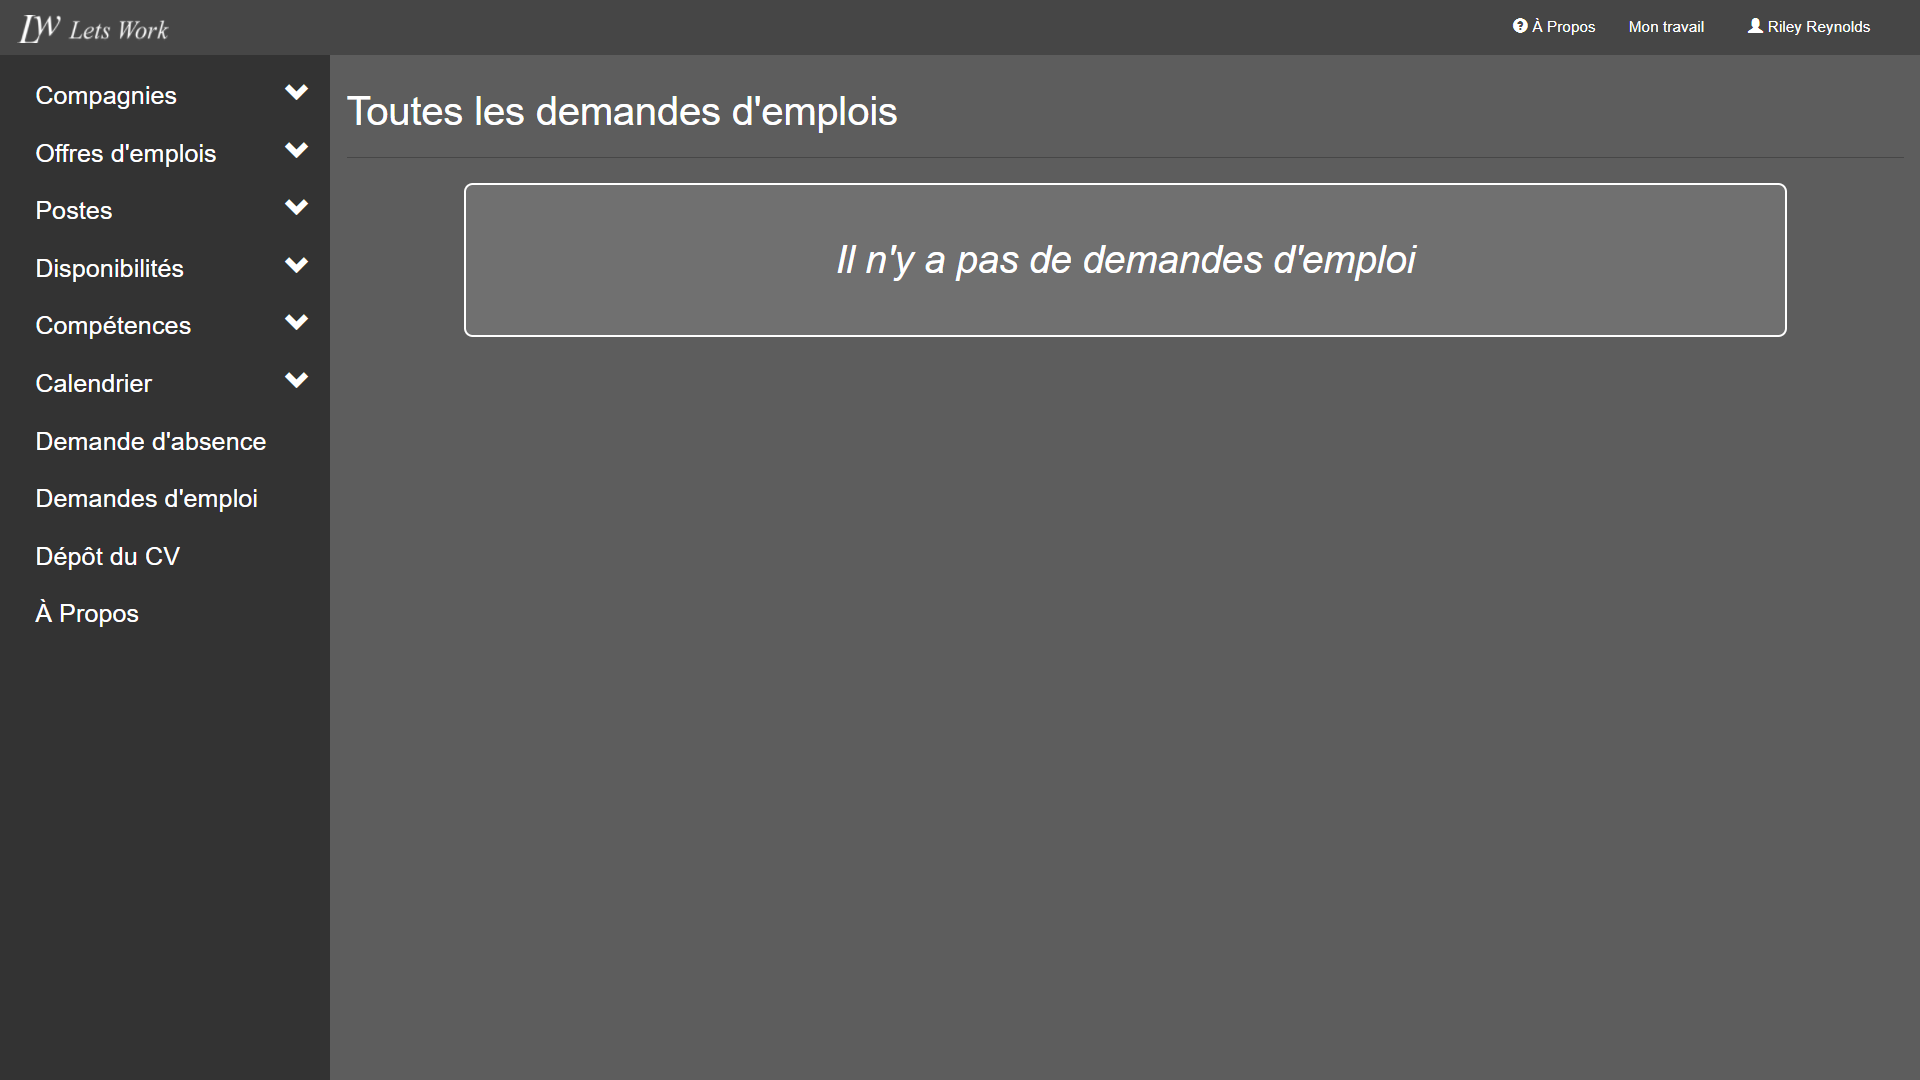 LW Lets Work
À Propos
Mon travail
Riley Reynolds
Compagnies
Offres d'emplois
Postes
Disponibilités
Compétences
Calendrier
Demande d'absence
Demandes d'emploi
Dépôt du CV
À Propos
Toutes les demandes d'emplois
Il n'y a pas de demandes d'emploi